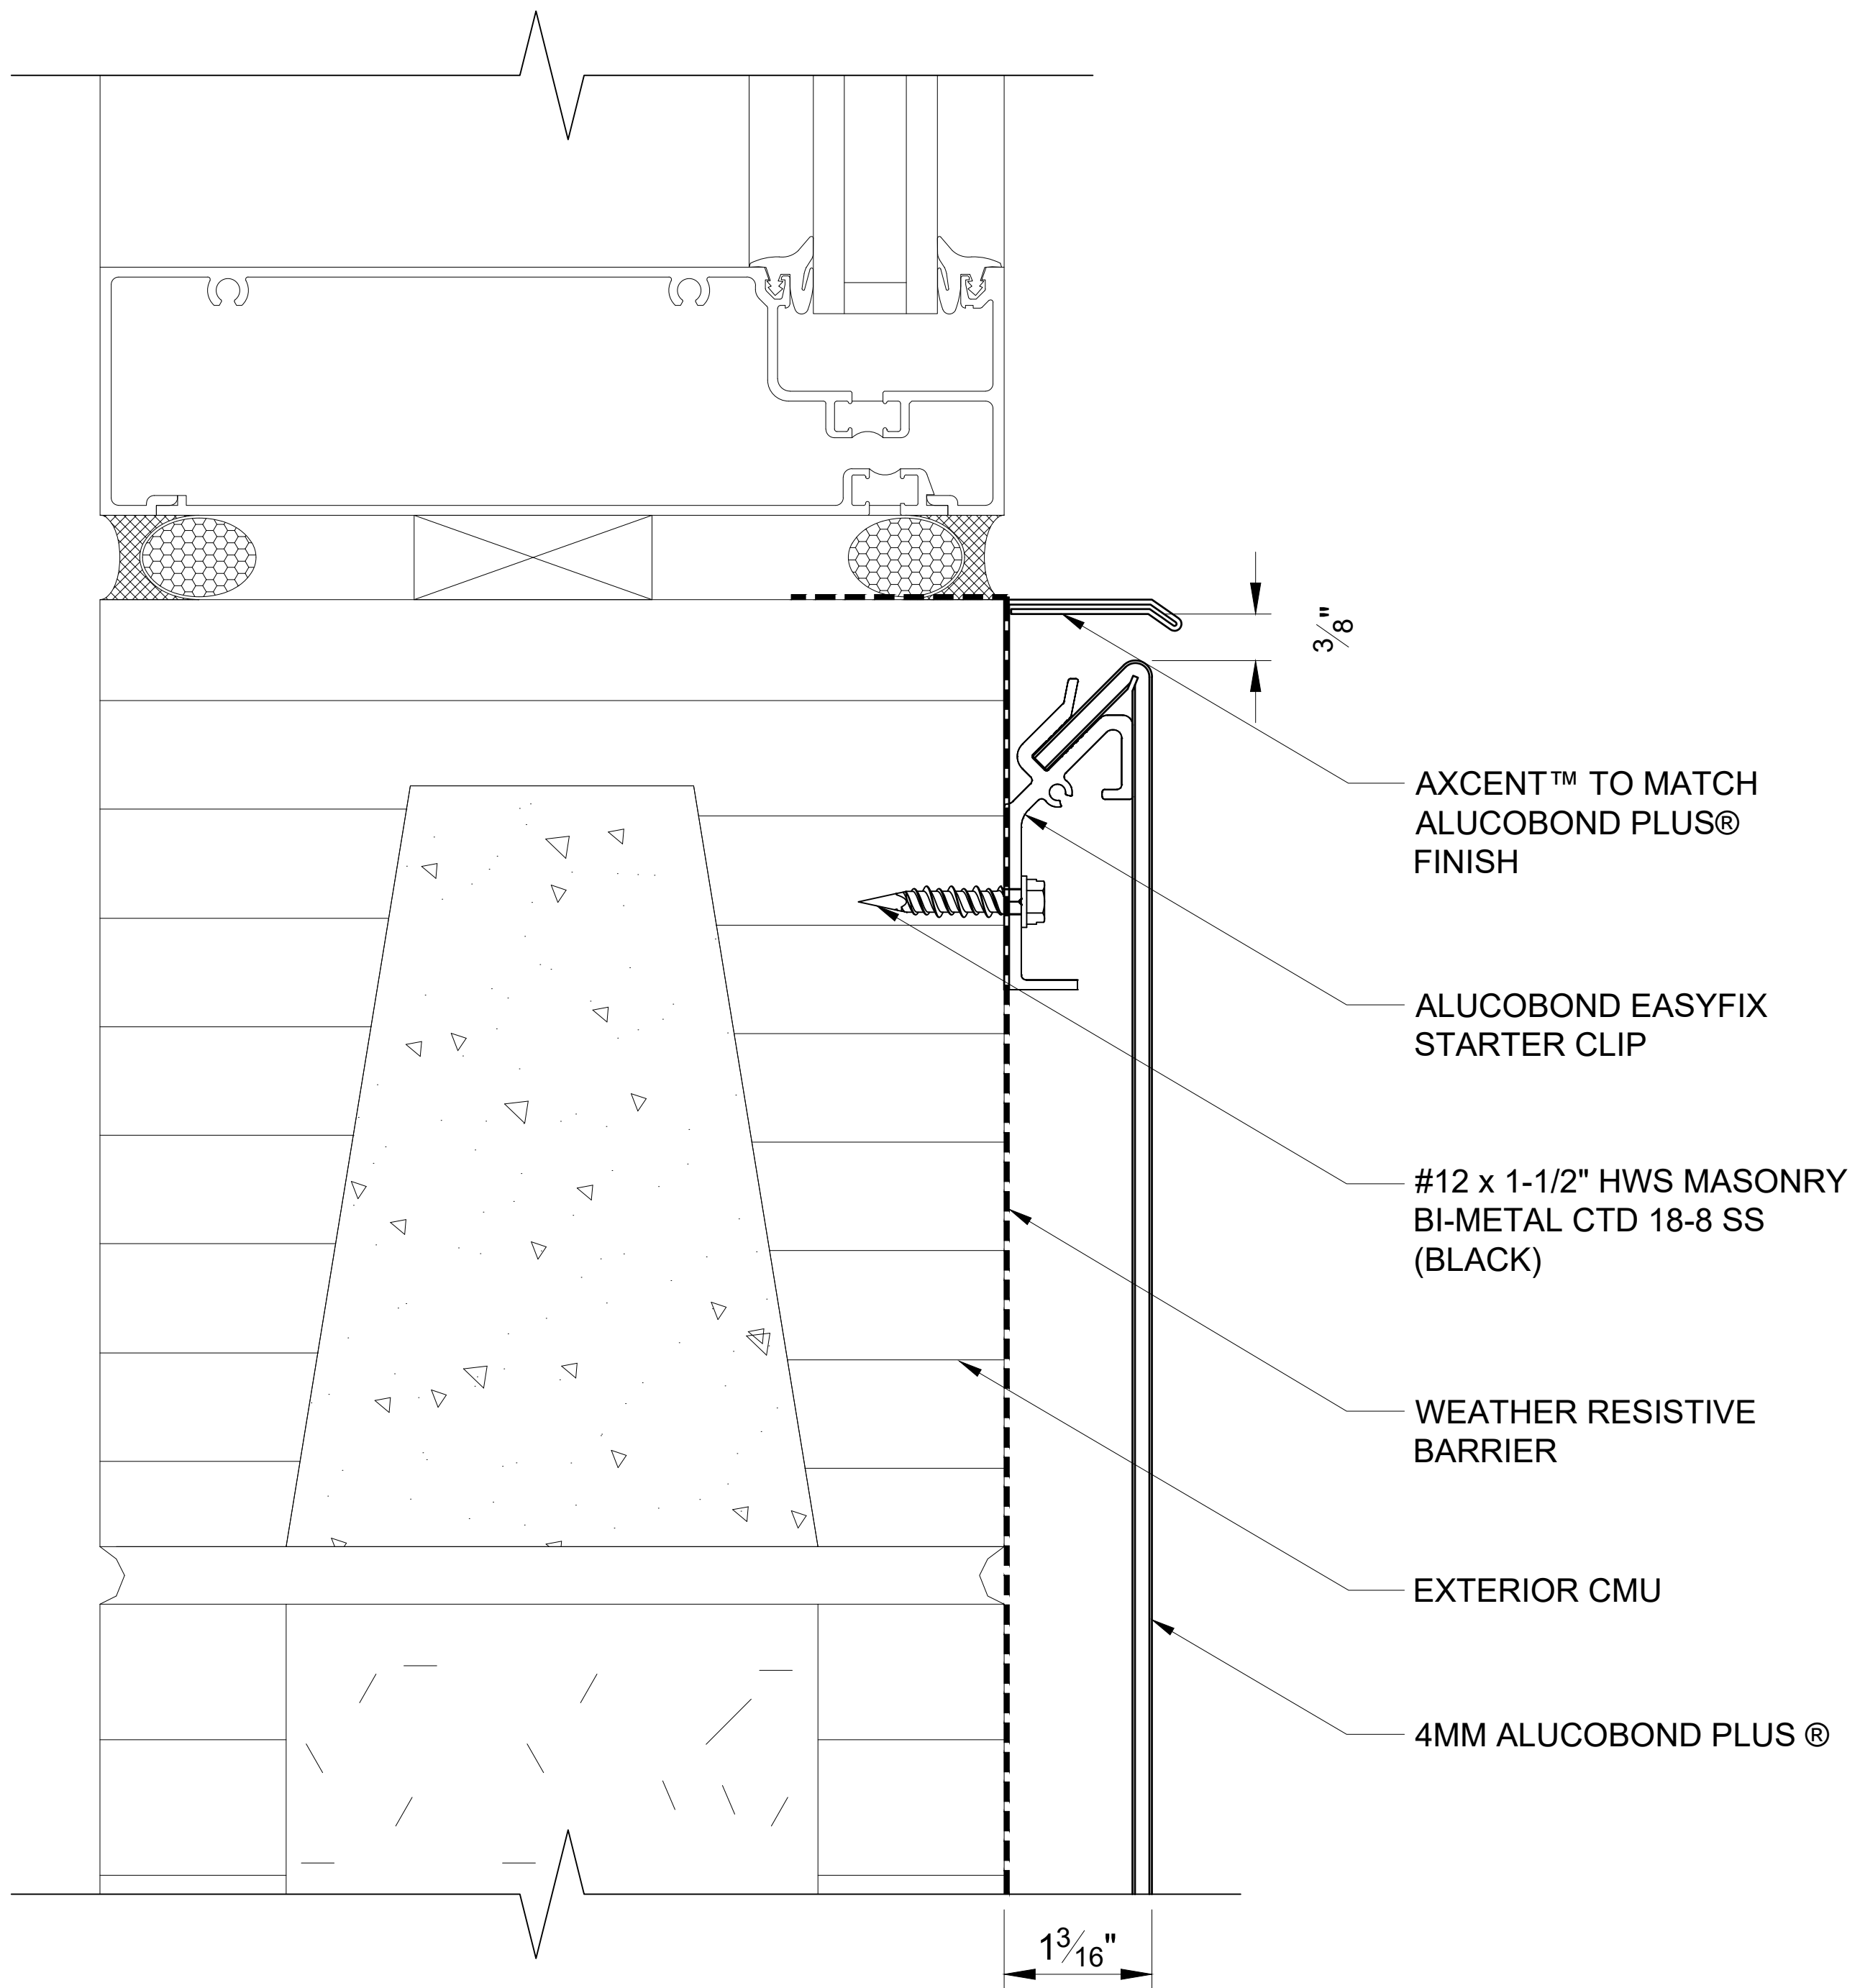 3/8"
AXCENT™ TO MATCH
ALUCOBOND PLUS®
FINISH
ALUCOBOND EASYFIX
STARTER CLIP
#12 x 1-1/2" HWS MASONRY
BI-METAL CTD 18-8 SS
(BLACK)
WEATHER RESISTIVE
BARRIER
EXTERIOR CMU
4MM ALUCOBOND PLUS ®
1 3/16"